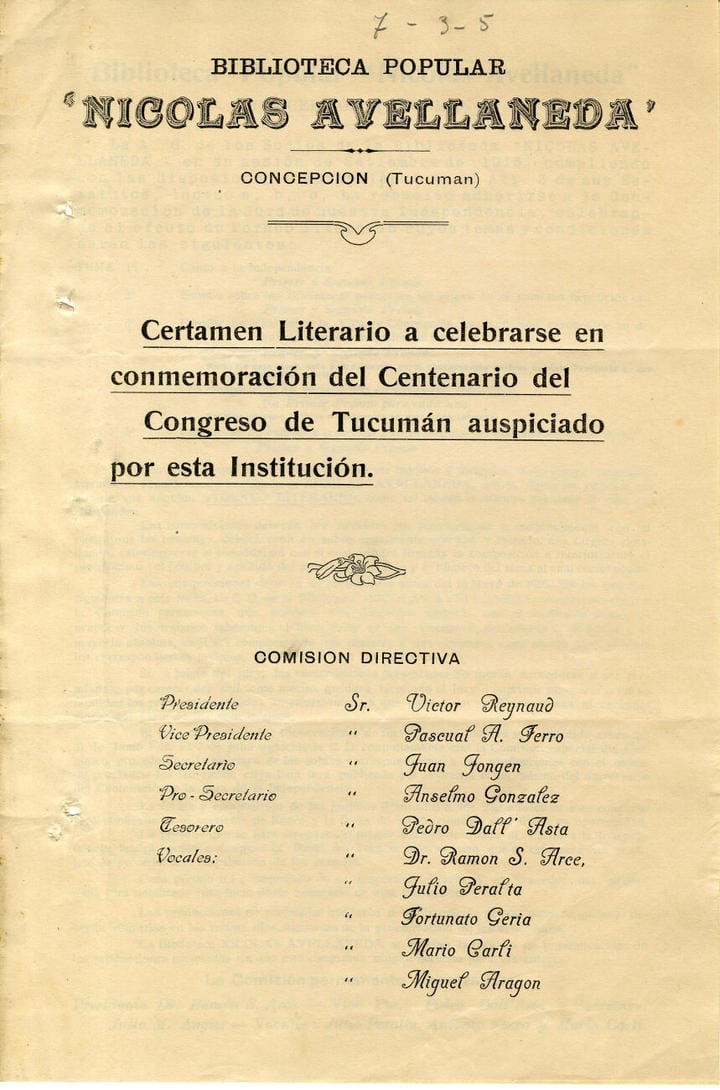 7 - 3 - 5
BIBLIOTECA POPULAR
'NICOLAS AVELLANEDA'
CONCEPCION (Tucuman)
Certamen Literario a celebrarse en
conmemoración del Centenario del
Congreso de Tucumán auspiciado
por esta Institución.
COMISION DIRECTIVA
Presidente Sr. Victor Reynaud
Vice Presidente " Pascual A. Ferro
Secretario " Juan Jongen
Pro - Secretario " Anselmo Gonzalez
Tesorero " Pedro Dall' Asta
Vocales: " Dr. Ramon S. Arce,
" Julio Peralta
" Fortunato Geria
" Mario Carli
" Miguel Aragon